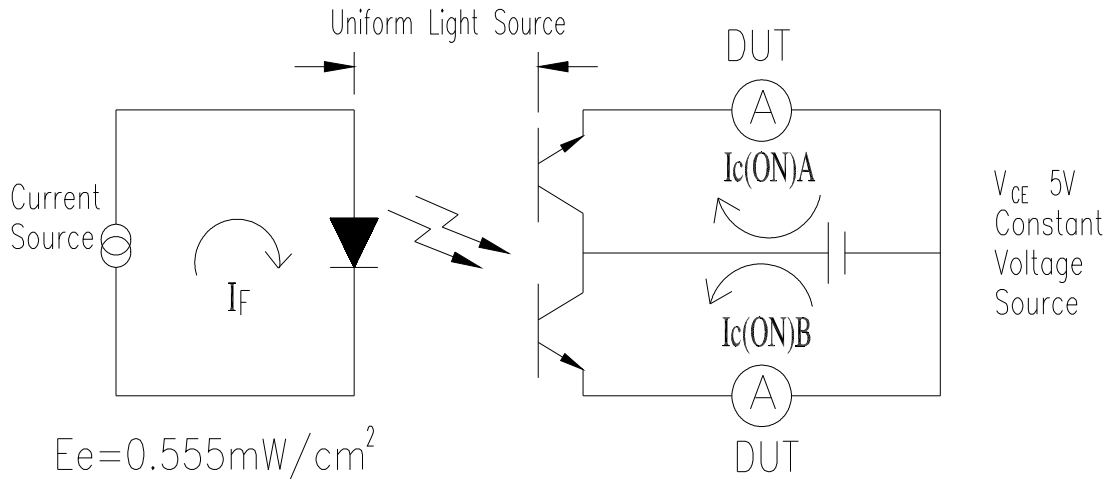 Uniform Light Source
DUT
A
Ic(ON)A
Current
Source
IF
VCE 5V
Constant
Voltage
Source
Ic(ON)B
A
DUT
Ee=0.555mW/cm²